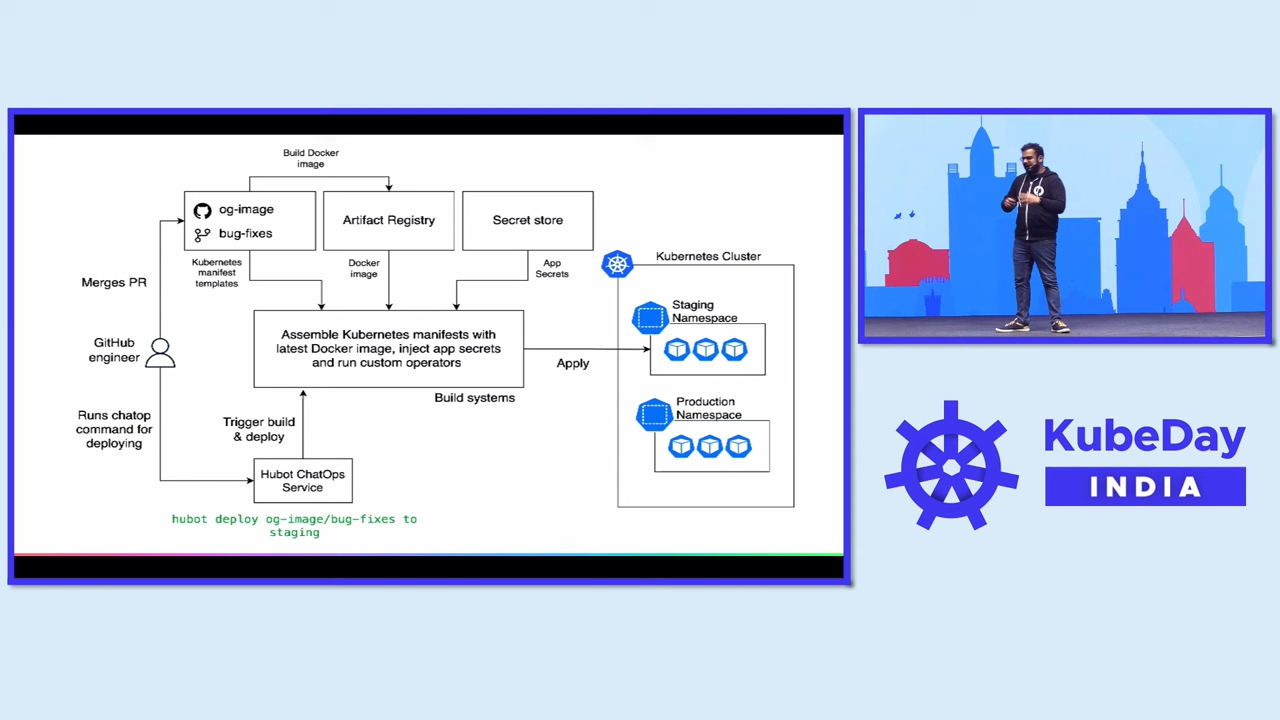 Build Docker
image
og-image
bug-fixes
Artifact Registry
Secret store
Kubernetes
manifest
templates
Docker
image
App
Secrets
Merges PR
GitHub
engineer
Runs chatop
command for
deploying
Assemble Kubernetes manifests with
latest Docker image, inject app secrets
and run custom operators
Build systems
Trigger build
& deploy
Hubot ChatOps
Service
hubot deploy og-image/bug-fixes to
staging
Apply
Kubernetes Cluster
Staging
Namespace
Production
Namespace
KubeDay
INDIA